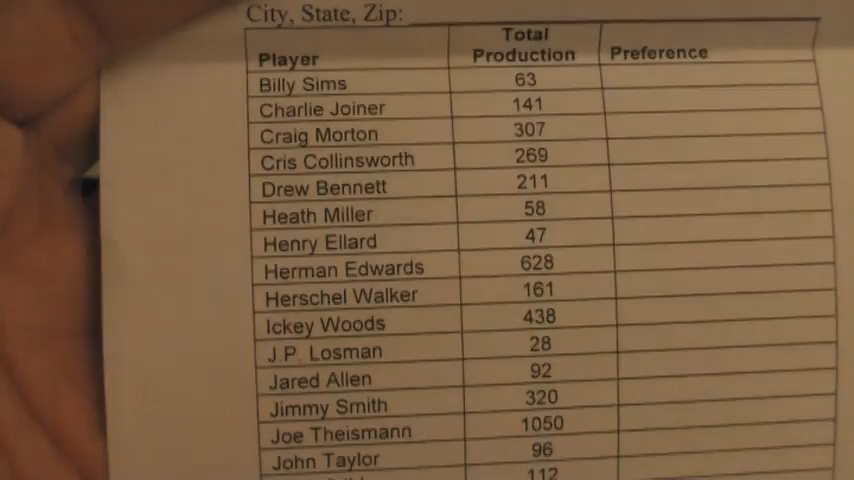 City, State, Zip:
Player Total Production Preference
Billy Sims 63
Charlie Joiner 141
Craig Morton 307
Cris Collinsworth 269
Drew Bennett 211
Heath Miller 58
Henry Ellard 47
Herman Edwards 628
Herschel Walker 161
Ickey Woods 438
J.P. Losman 28
Jared Allen 92
Jimmy Smith 320
Joe Theismann 1050
John Taylor 96
112